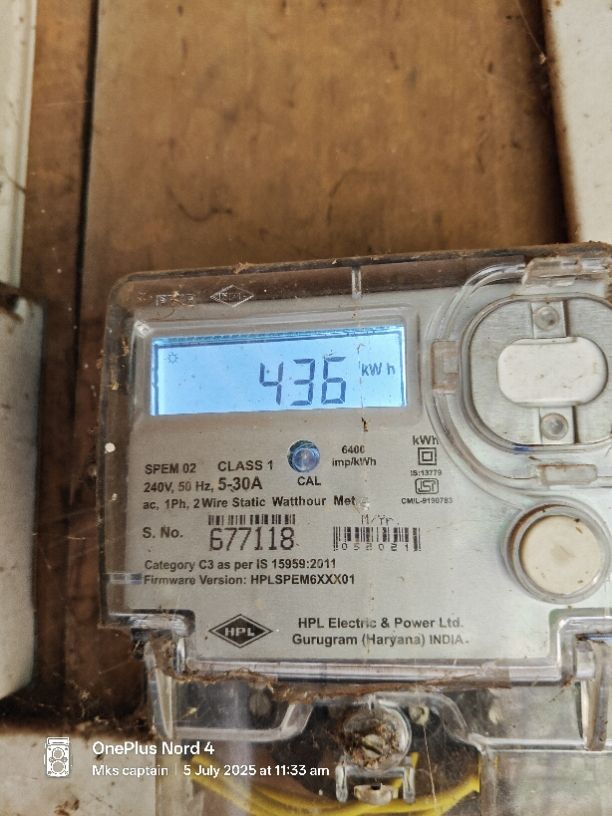 436 kWh
SPEM 02 CLASS 1
6400
imp/kWh
kWh
240V, 50 Hz, 5-30A
CAL
IS:13779
ac, 1Ph, 2 Wire Static Watthour Meter
CM/L-9190783
M/Yr.
S. No. 677118
052021
Category C3 as per IS 15959:2011
Firmware Version: HPLSPEM6XXX01
HPL
HPL Electric & Power Ltd.
Gurugram (Haryana) INDIA.
OnePlus Nord 4
Mks captain | 5 July 2025 at 11:33 am